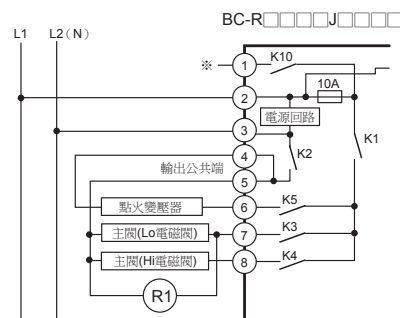 BC-R□□□□J□□□□
L1
L2(N)
※
1
K10
10A
2
電源回路
3
K1
4
K2
輸出公共端
5
點火變壓器
6
K5
主閥(Lo電磁閥)
7
K3
主閥(Hi電磁閥)
8
K4
R1